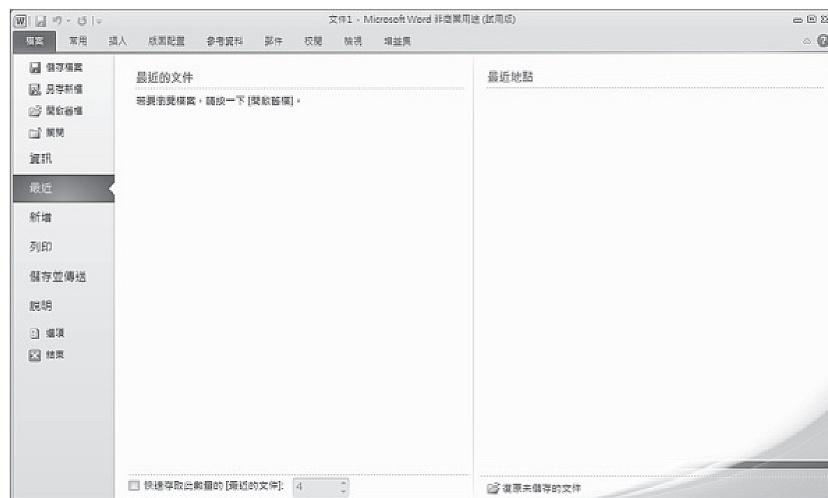 文件1 - Microsoft Word 非商業用途 (試用版)
檔案 常用 插入 版面配置 參考資料 郵件 校閱 檢視 增益集
儲存檔案
另存新檔
開啟舊檔
關閉
資訊
最近
新增
列印
儲存並傳送
說明
選項
結束
最近的文件
若要瀏覽檔案，請按一下 [開啟舊檔]。
快速存取此數量的 [最近的文件]: 4
最近地點
復原未儲存的文件